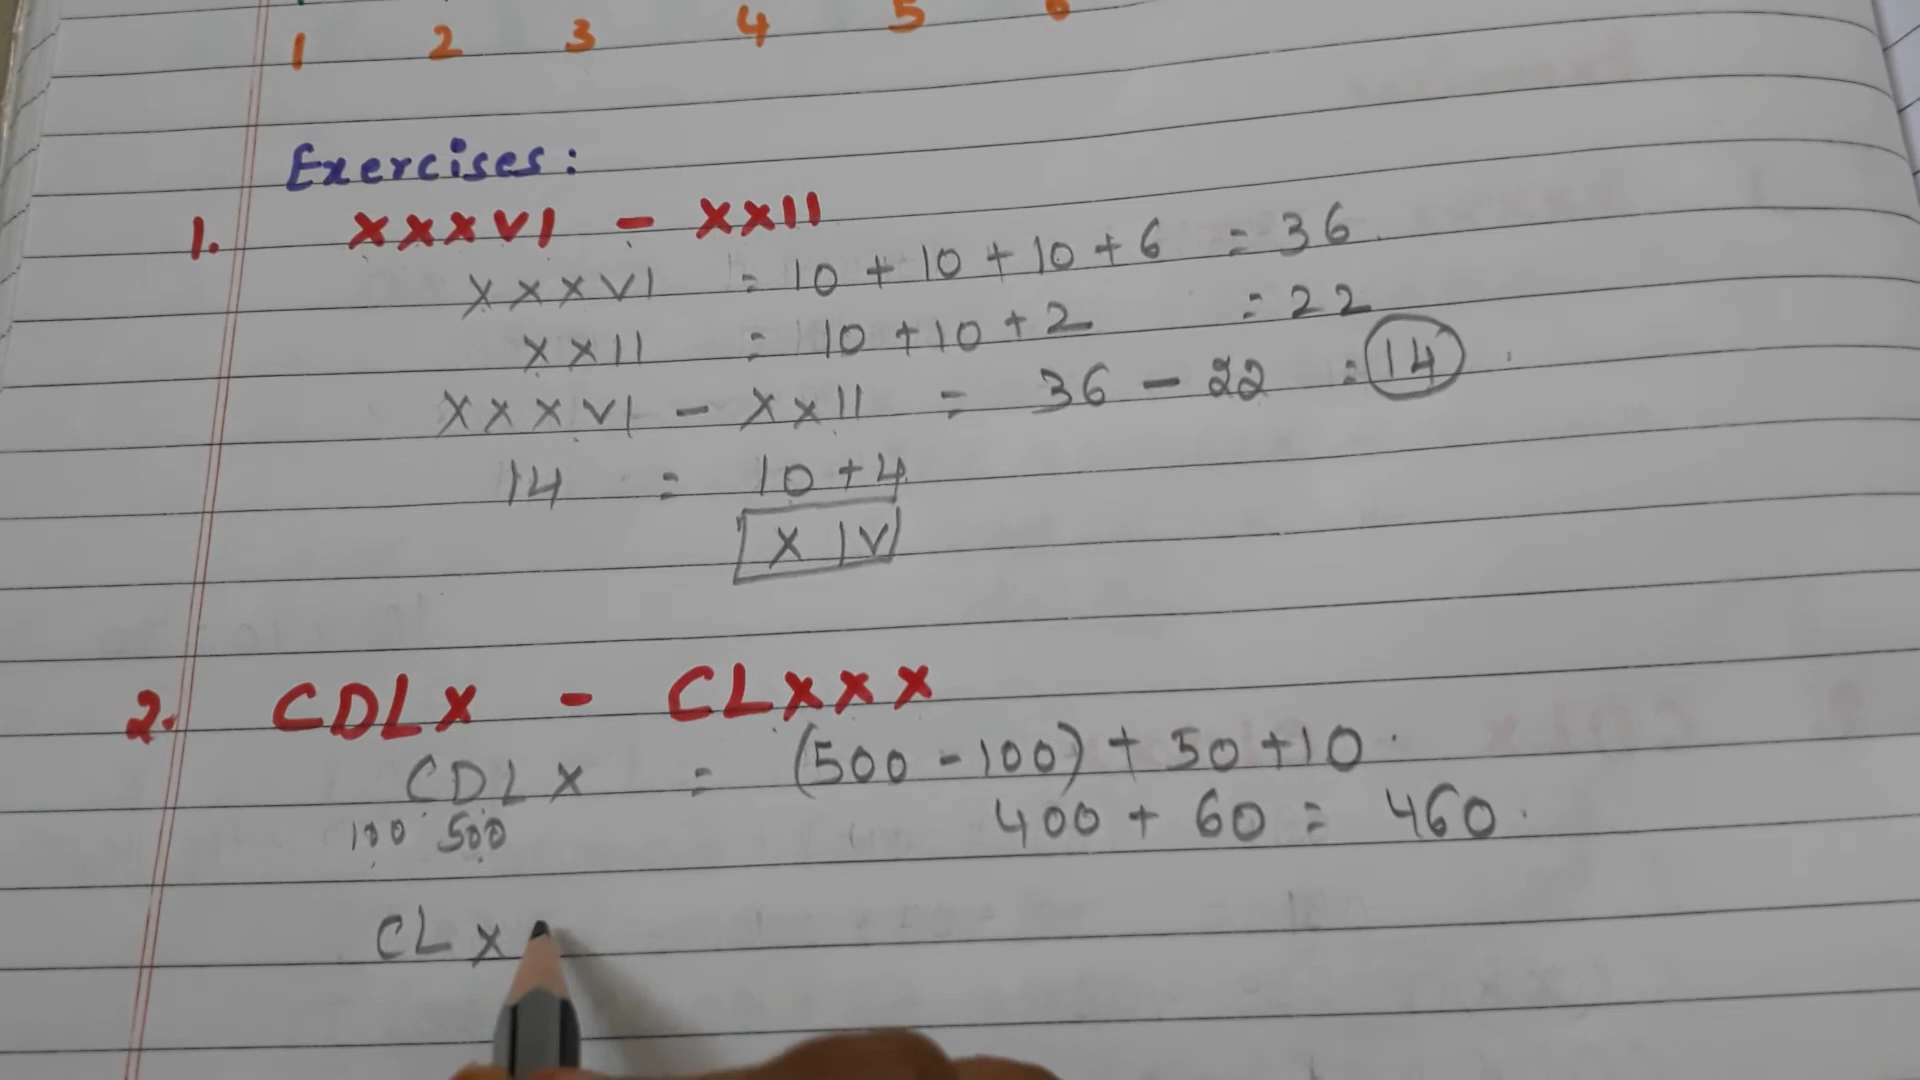 1 2 3 4 5
Exercises:
1. XXXVI - XXII
XXXVI = 10 + 10 + 10 + 6 = 36
XXII = 10 + 10 + 2 = 22
XXXVI - XXII = 36 - 22 = 14
14 = 10 + 4
XIV
2. CDLX - CLXXX
CDLX = (500 - 100) + 50 + 10
100 500 400 + 60 = 460
CLX